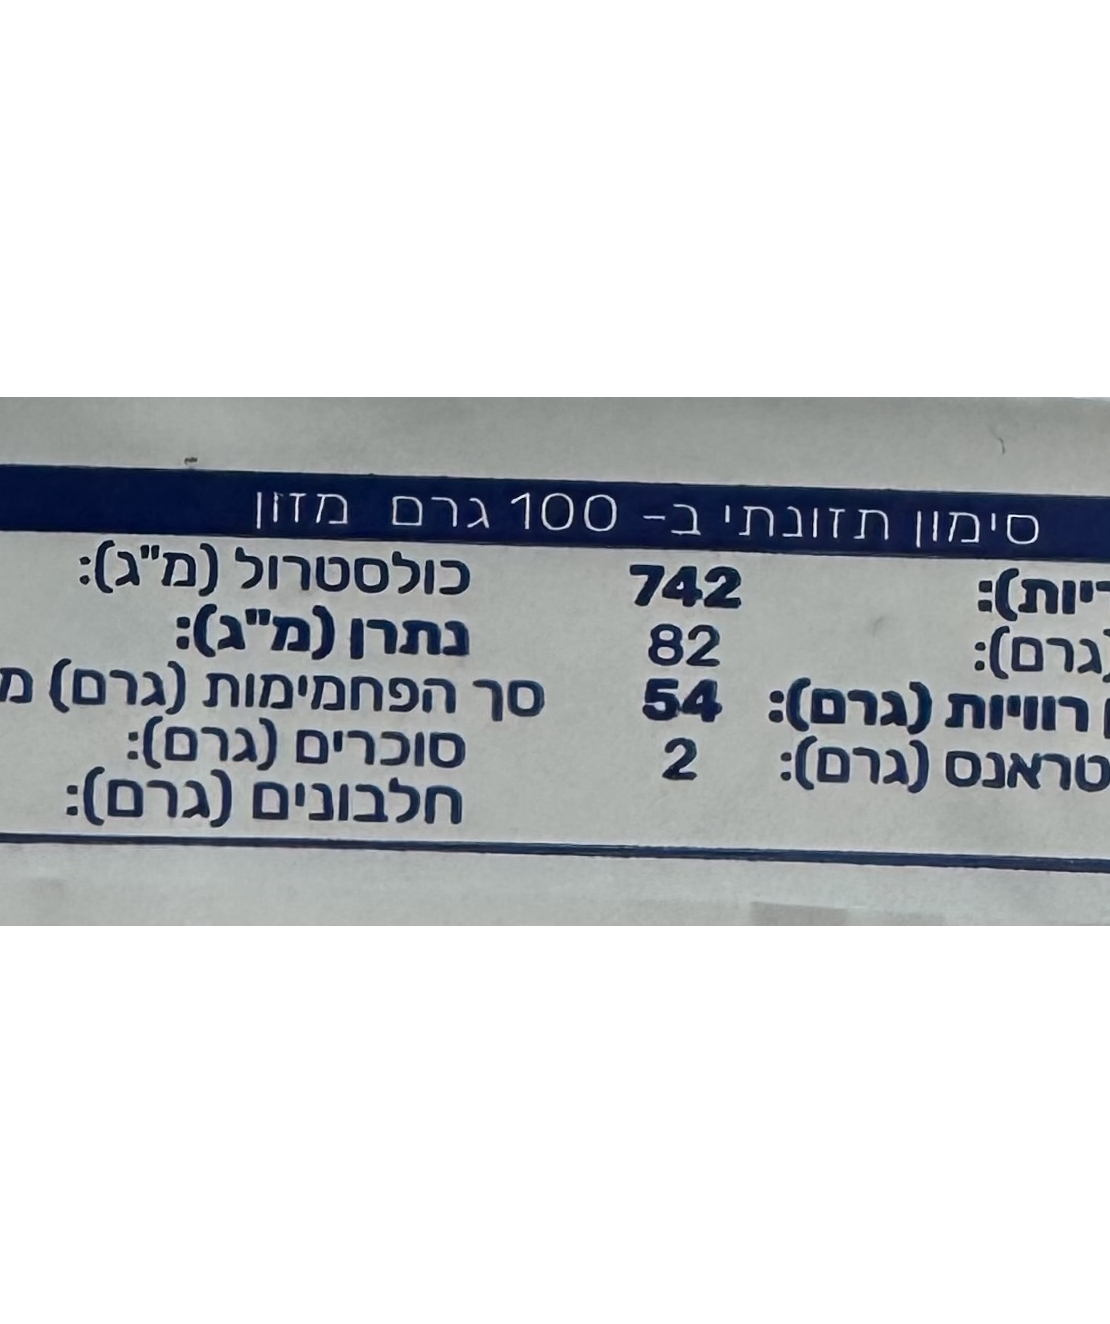 סימון תזונתי ב- 100 גרם מזון
742 כולסטרול (מ"ג):
גרם): 82 נתרן (מ"ג):
רוויות (גרם): 54 סך הפחמימות (גרם)
טראנס (גרם): 2 סוכרים (גרם):
חלבונים (גרם):